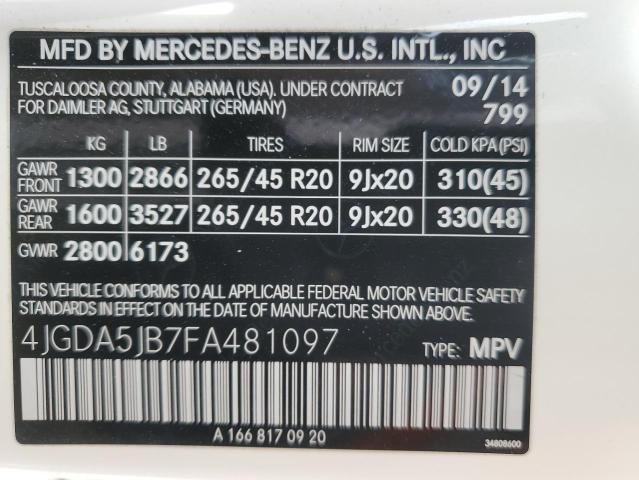 MFD BY MERCEDES-BENZ U.S. INTL., INC
TUSCALOOSA COUNTY, ALABAMA (USA). UNDER CONTRACT 09/14
FOR DAIMLER AG, STUTTGART (GERMANY) 799
KG LB TIRES RIM SIZE COLD KPA (PSI)
GAWR FRONT 1300 2866 265/45 R20 9Jx20 310(45)
GAWR REAR 1600 3527 265/45 R20 9Jx20 330(48)
GVWR 2800 6173
THIS VEHICLE CONFORMS TO ALL APPLICABLE FEDERAL MOTOR VEHICLE SAFETY
STANDARDS IN EFFECT ON THE DATE OF MANUFACTURE SHOWN ABOVE.
4JGDA5JB7FA481097 TYPE: MPV
A 166 817 09 20
34808600